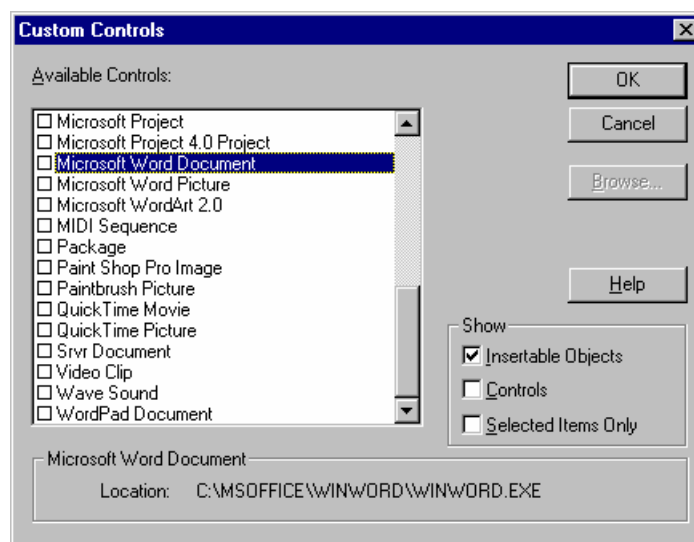 Custom Controls
Available Controls:
Microsoft Project
Microsoft Project 4.0 Project
Microsoft Word Document
Microsoft Word Picture
Microsoft WordArt 2.0
MIDI Sequence
Package
Paint Shop Pro Image
Paintbrush Picture
QuickTime Movie
QuickTime Picture
Srvr Document
Video Clip
Wave Sound
WordPad Document
OK
Cancel
Browse...
Help
Show
Insertable Objects
Controls
Selected Items Only
Microsoft Word Document
Location: C:\MSOFFICE\WINWORD\WINWORD.EXE